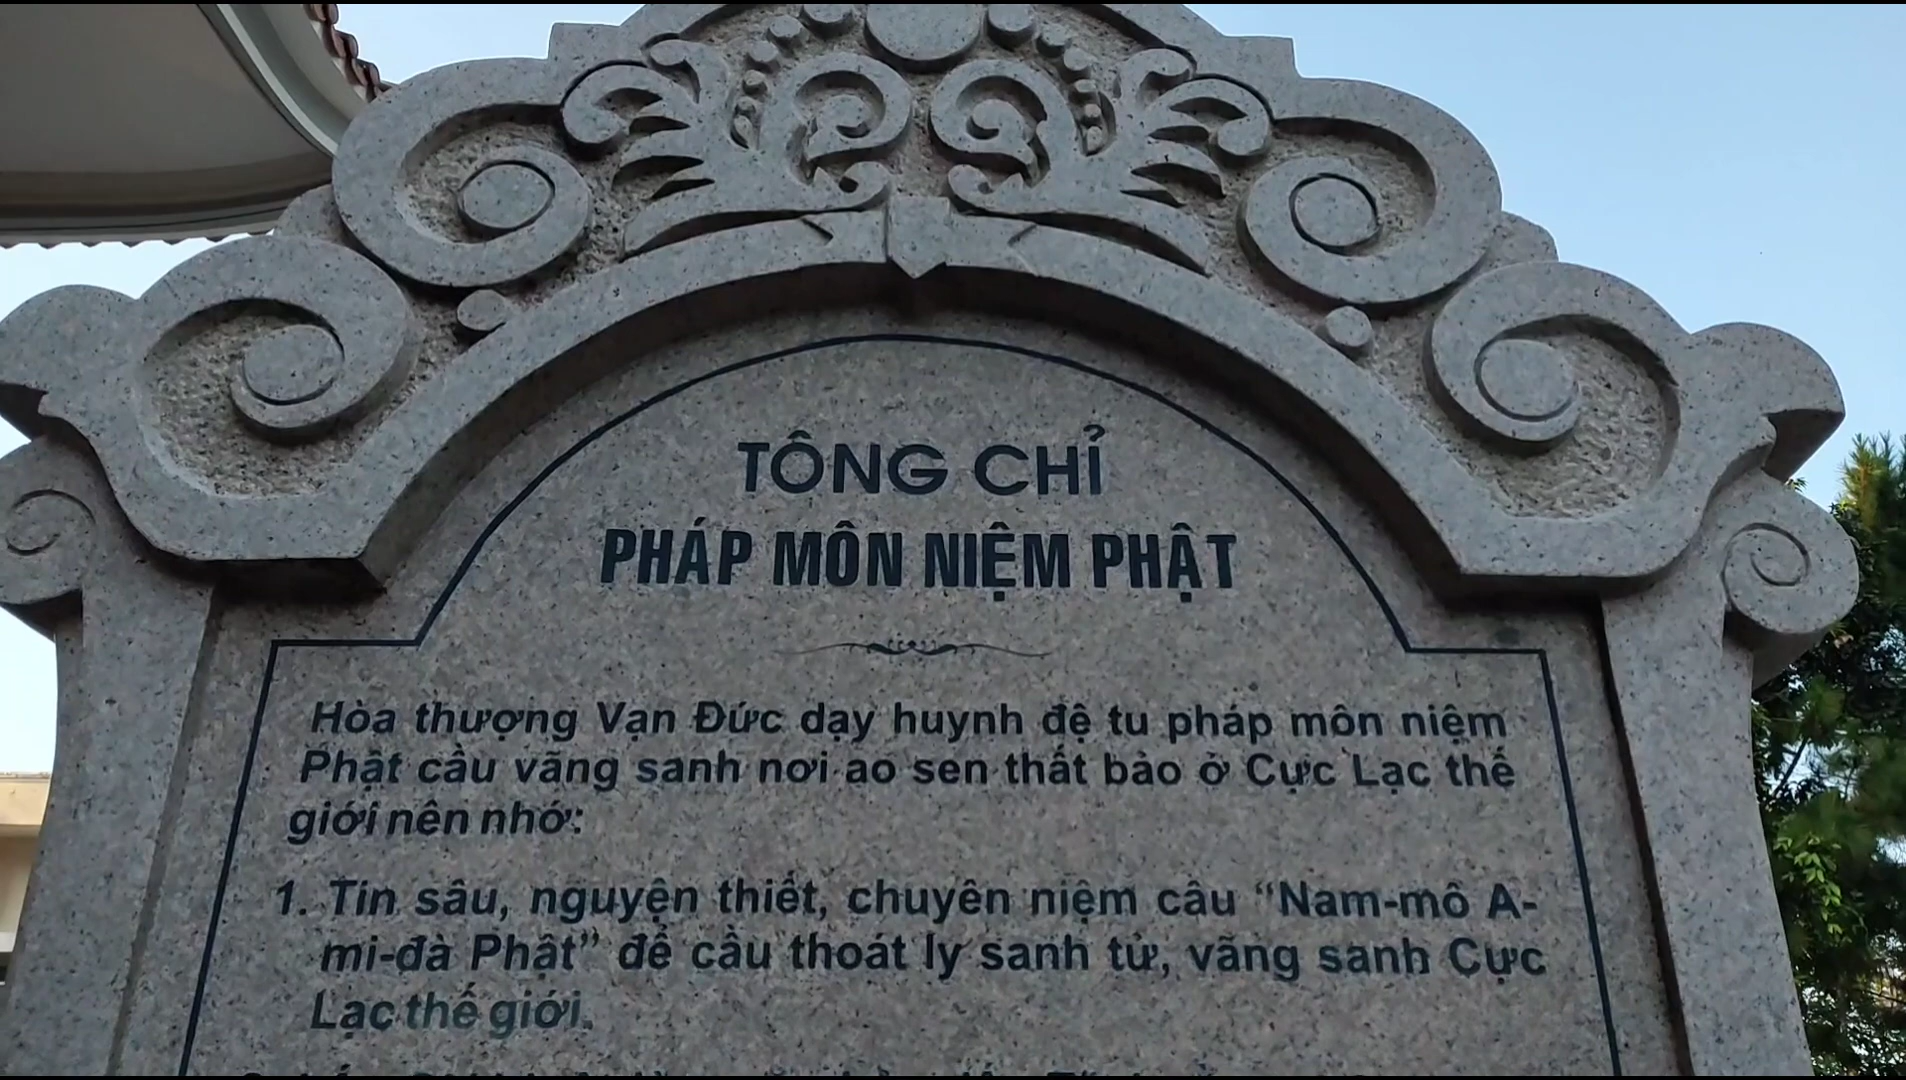 TÔNG CHỈ
PHÁP MÔN NIỆM PHẬT
Hòa thượng Vạn Đức dạy huynh đệ tu pháp môn niệm
Phật cầu vãng sanh nơi ao sen thất bảo ở Cực Lạc thế
giới nên nhớ:
1. Tin sâu, nguyện thiết, chuyên niệm câu “Nam-mô A-
mi-đà Phật” để cầu thoát ly sanh tử, vãng sanh Cực
Lạc thế giới.